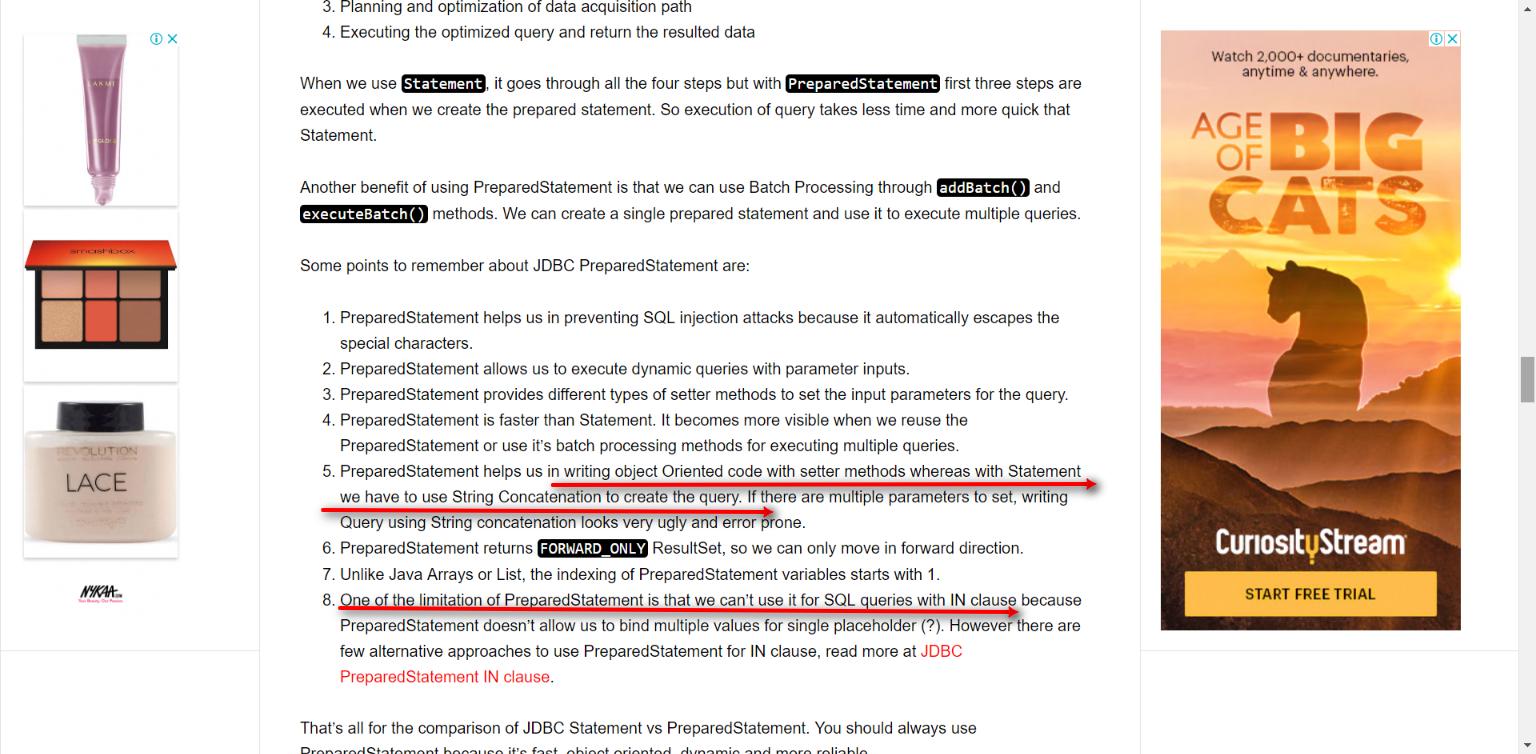 3. Planning and optimization of data acquisition path
4. Executing the optimized query and return the resulted data
When we use Statement, it goes through all the four steps but with PreparedStatement first three steps are
executed when we create the prepared statement. So execution of query takes less time and more quick that
Statement.
Another benefit of using PreparedStatement is that we can use Batch Processing through addBatch() and
executeBatch() methods. We can create a single prepared statement and use it to execute multiple queries.
Some points to remember about JDBC PreparedStatement are:
1. PreparedStatement helps us in preventing SQL injection attacks because it automatically escapes the
special characters.
2. PreparedStatement allows us to execute dynamic queries with parameter inputs.
3. PreparedStatement provides different types of setter methods to set the input parameters for the query.
4. PreparedStatement is faster than Statement. It becomes more visible when we reuse the
PreparedStatement or use it’s batch processing methods for executing multiple queries.
5. PreparedStatement helps us in writing object Oriented code with setter methods whereas with Statement
we have to use String Concatenation to create the query. If there are multiple parameters to set, writing
Query using String concatenation looks very ugly and error prone.
6. PreparedStatement returns FORWARD_ONLY ResultSet, so we can only move in forward direction.
7. Unlike Java Arrays or List, the indexing of PreparedStatement variables starts with 1.
8. One of the limitation of PreparedStatement is that we can’t use it for SQL queries with IN clause because
PreparedStatement doesn’t allow us to bind multiple values for single placeholder (?). However there are
few alternative approaches to use PreparedStatement for IN clause, read more at JDBC
PreparedStatement IN clause.
That’s all for the comparison of JDBC Statement vs PreparedStatement. You should always use
PreparedStatement because it’s fast, object oriented, dynamic and more reliable.
LAKMÉ
smashbox
REVOLUTION
LACE
NYKAA.COM
Watch 2,000+ documentaries,
anytime & anywhere.
AGE
OF
BIG
CATS
CURIOSITYSTREAM
START FREE TRIAL